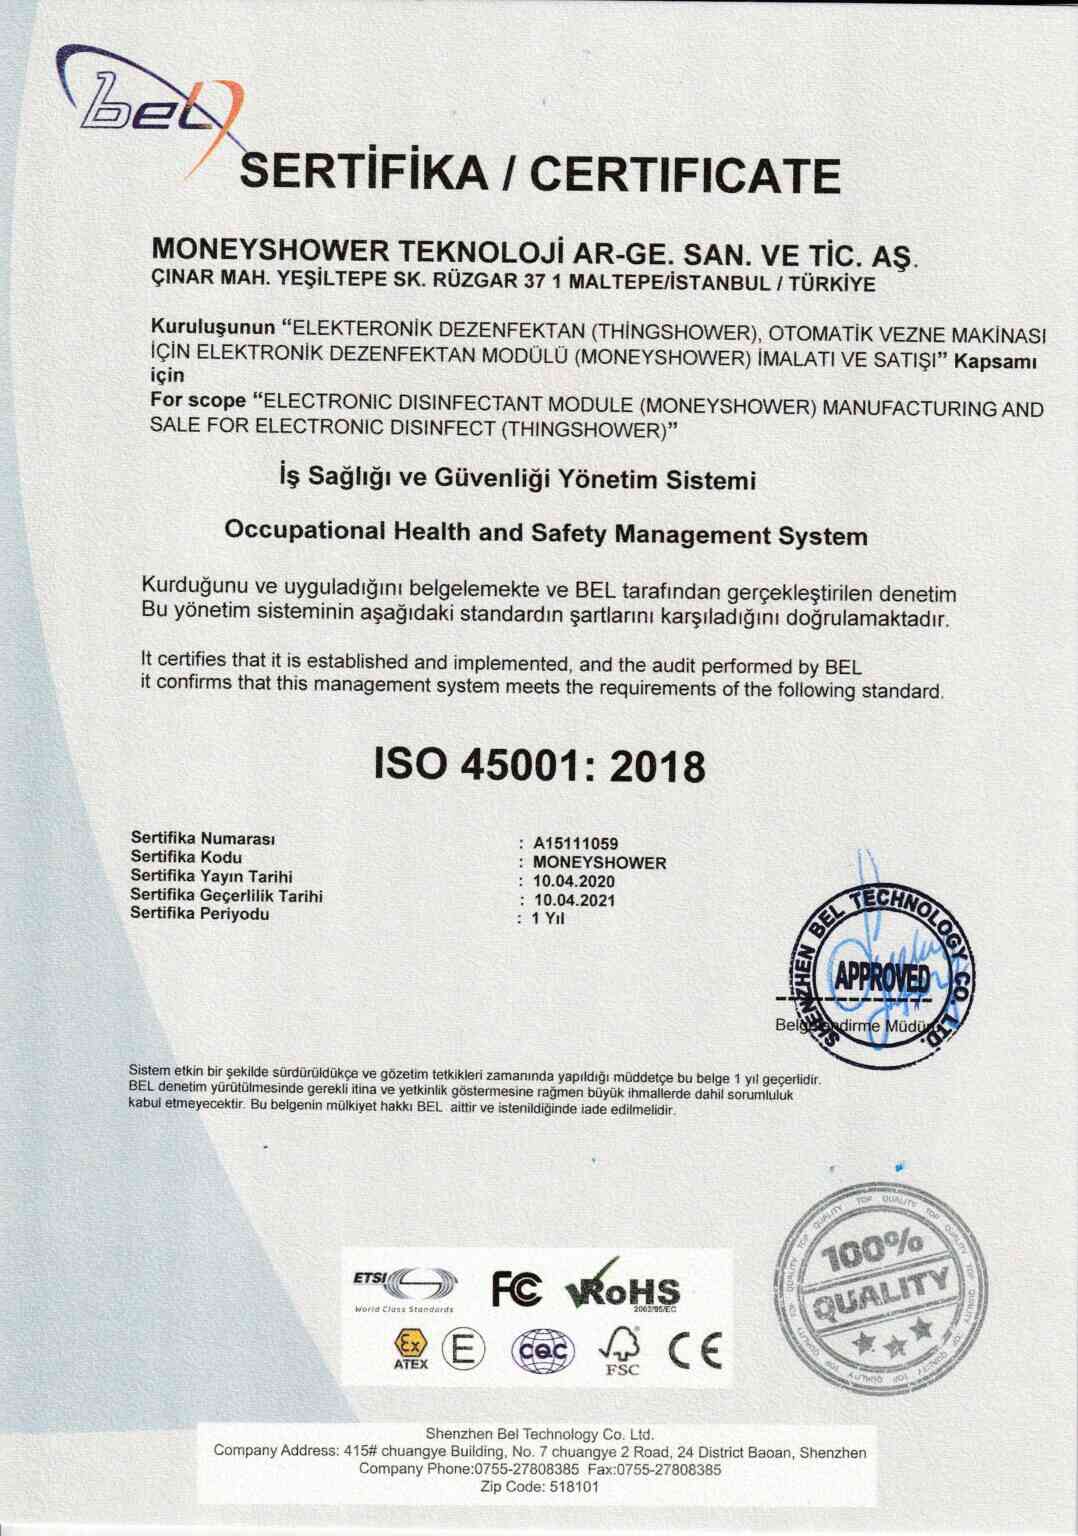 bel
SERTİFİKA / CERTIFICATE
MONEYSHOWER TEKNOLOJİ AR-GE. SAN. VE TİC. AŞ.
ÇINAR MAH. YEŞİLTEPE SK. RÜZGAR 37 1 MALTEPE/İSTANBUL / TÜRKİYE
Kuruluşunun “ELEKTERONİK DEZENFEKTAN (THİNGSHOWER), OTOMATİK VEZNE MAKİNASI
İÇİN ELEKTRONİK DEZENFEKTAN MODÜLÜ (MONEYSHOWER) İMALATI VE SATIŞI” Kapsamı
için
For scope “ELECTRONIC DISINFECTANT MODULE (MONEYSHOWER) MANUFACTURING AND
SALE FOR ELECTRONIC DISINFECT (THINGSHOWER)”
İş Sağlığı ve Güvenliği Yönetim Sistemi
Occupational Health and Safety Management System
Kurduğunu ve uyguladığını belgelemekte ve BEL tarafından gerçekleştirilen denetim
Bu yönetim sisteminin aşağıdaki standardın şartlarını karşıladığını doğrulamaktadır.
It certifies that it is established and implemented, and the audit performed by BEL
it confirms that this management system meets the requirements of the following standard.
ISO 45001: 2018
Sertifika Numarası : A15111059
Sertifika Kodu : MONEYSHOWER
Sertifika Yayın Tarihi : 10.04.2020
Sertifika Geçerlilik Tarihi : 10.04.2021
Sertifika Periyodu : 1 Yıl
SHENZHEN BEL TECHNOLOGY CO. LTD.
APPROVED
Belgelendirme Müdürü
Sistem etkin bir şekilde sürdürüldükçe ve gözetim tetkikleri zamanında yapıldığı müddetçe bu belge 1 yıl geçerlidir.
BEL denetim yürütülmesinde gerekli itina ve yetkinlik göstermesine rağmen büyük ihmallerde dahil sorumluluk
kabul etmeyecektir. Bu belgenin mülkiyet hakkı BEL aittir ve istenildiğinde iade edilmelidir.
TOP QUALITY TOP QUALITY TOP QUALITY TOP QUALITY
100%
QUALITY
ETSI FC RoHS
World Class Standards 2002/95/EC
Ex E CQC CE
ATEX FSC
Shenzhen Bel Technology Co. Ltd.
Company Address: 415# chuangye Building, No. 7 chuangye 2 Road, 24 District Baoan, Shenzhen
Company Phone:0755-27808385 Fax:0755-27808385
Zip Code: 518101